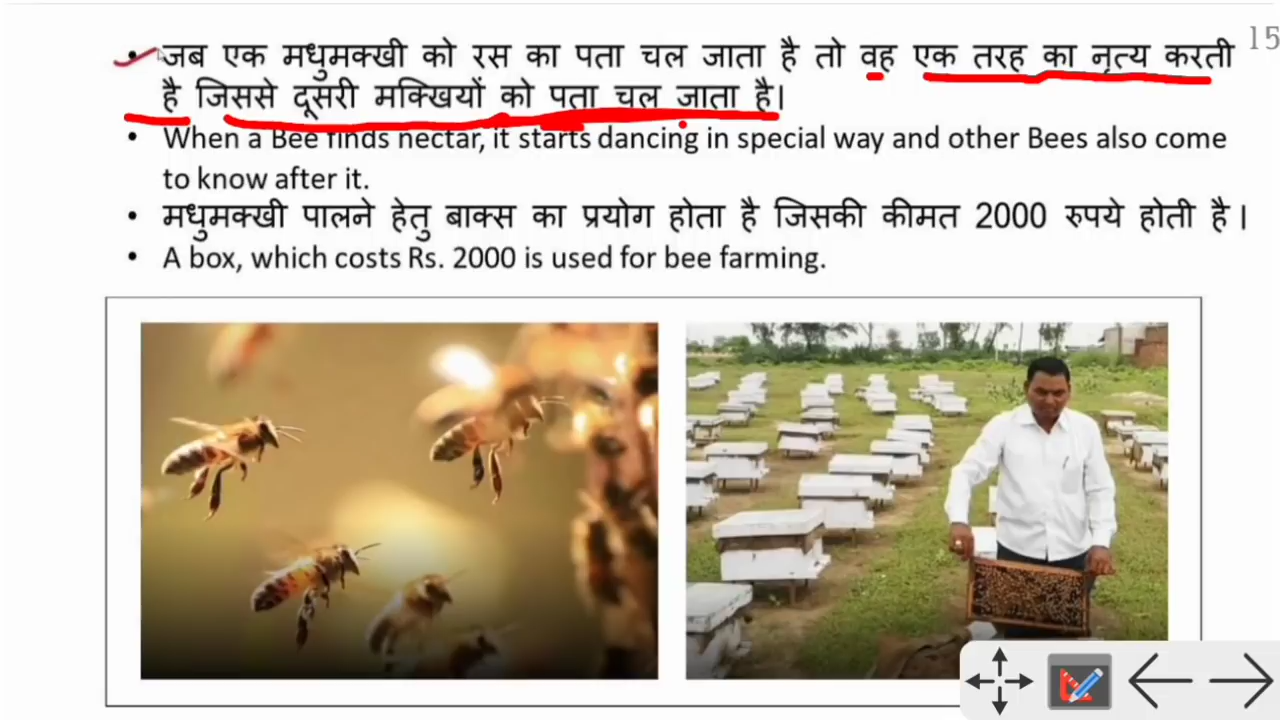 15
• जब एक मधुमक्खी को रस का पता चल जाता है तो वह एक तरह का नृत्य करती
है जिससे दूसरी मक्खियों को पता चल जाता है।
• When a Bee finds nectar, it starts dancing in special way and other Bees also come
to know after it.
• मधुमक्खी पालने हेतु बाक्स का प्रयोग होता है जिसकी कीमत 2000 रुपये होती है।
• A box, which costs Rs. 2000 is used for bee farming.